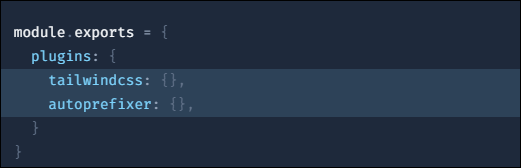 module.exports = {
  plugins: {
    tailwindcss: {},
    autoprefixer: {},
  }
}